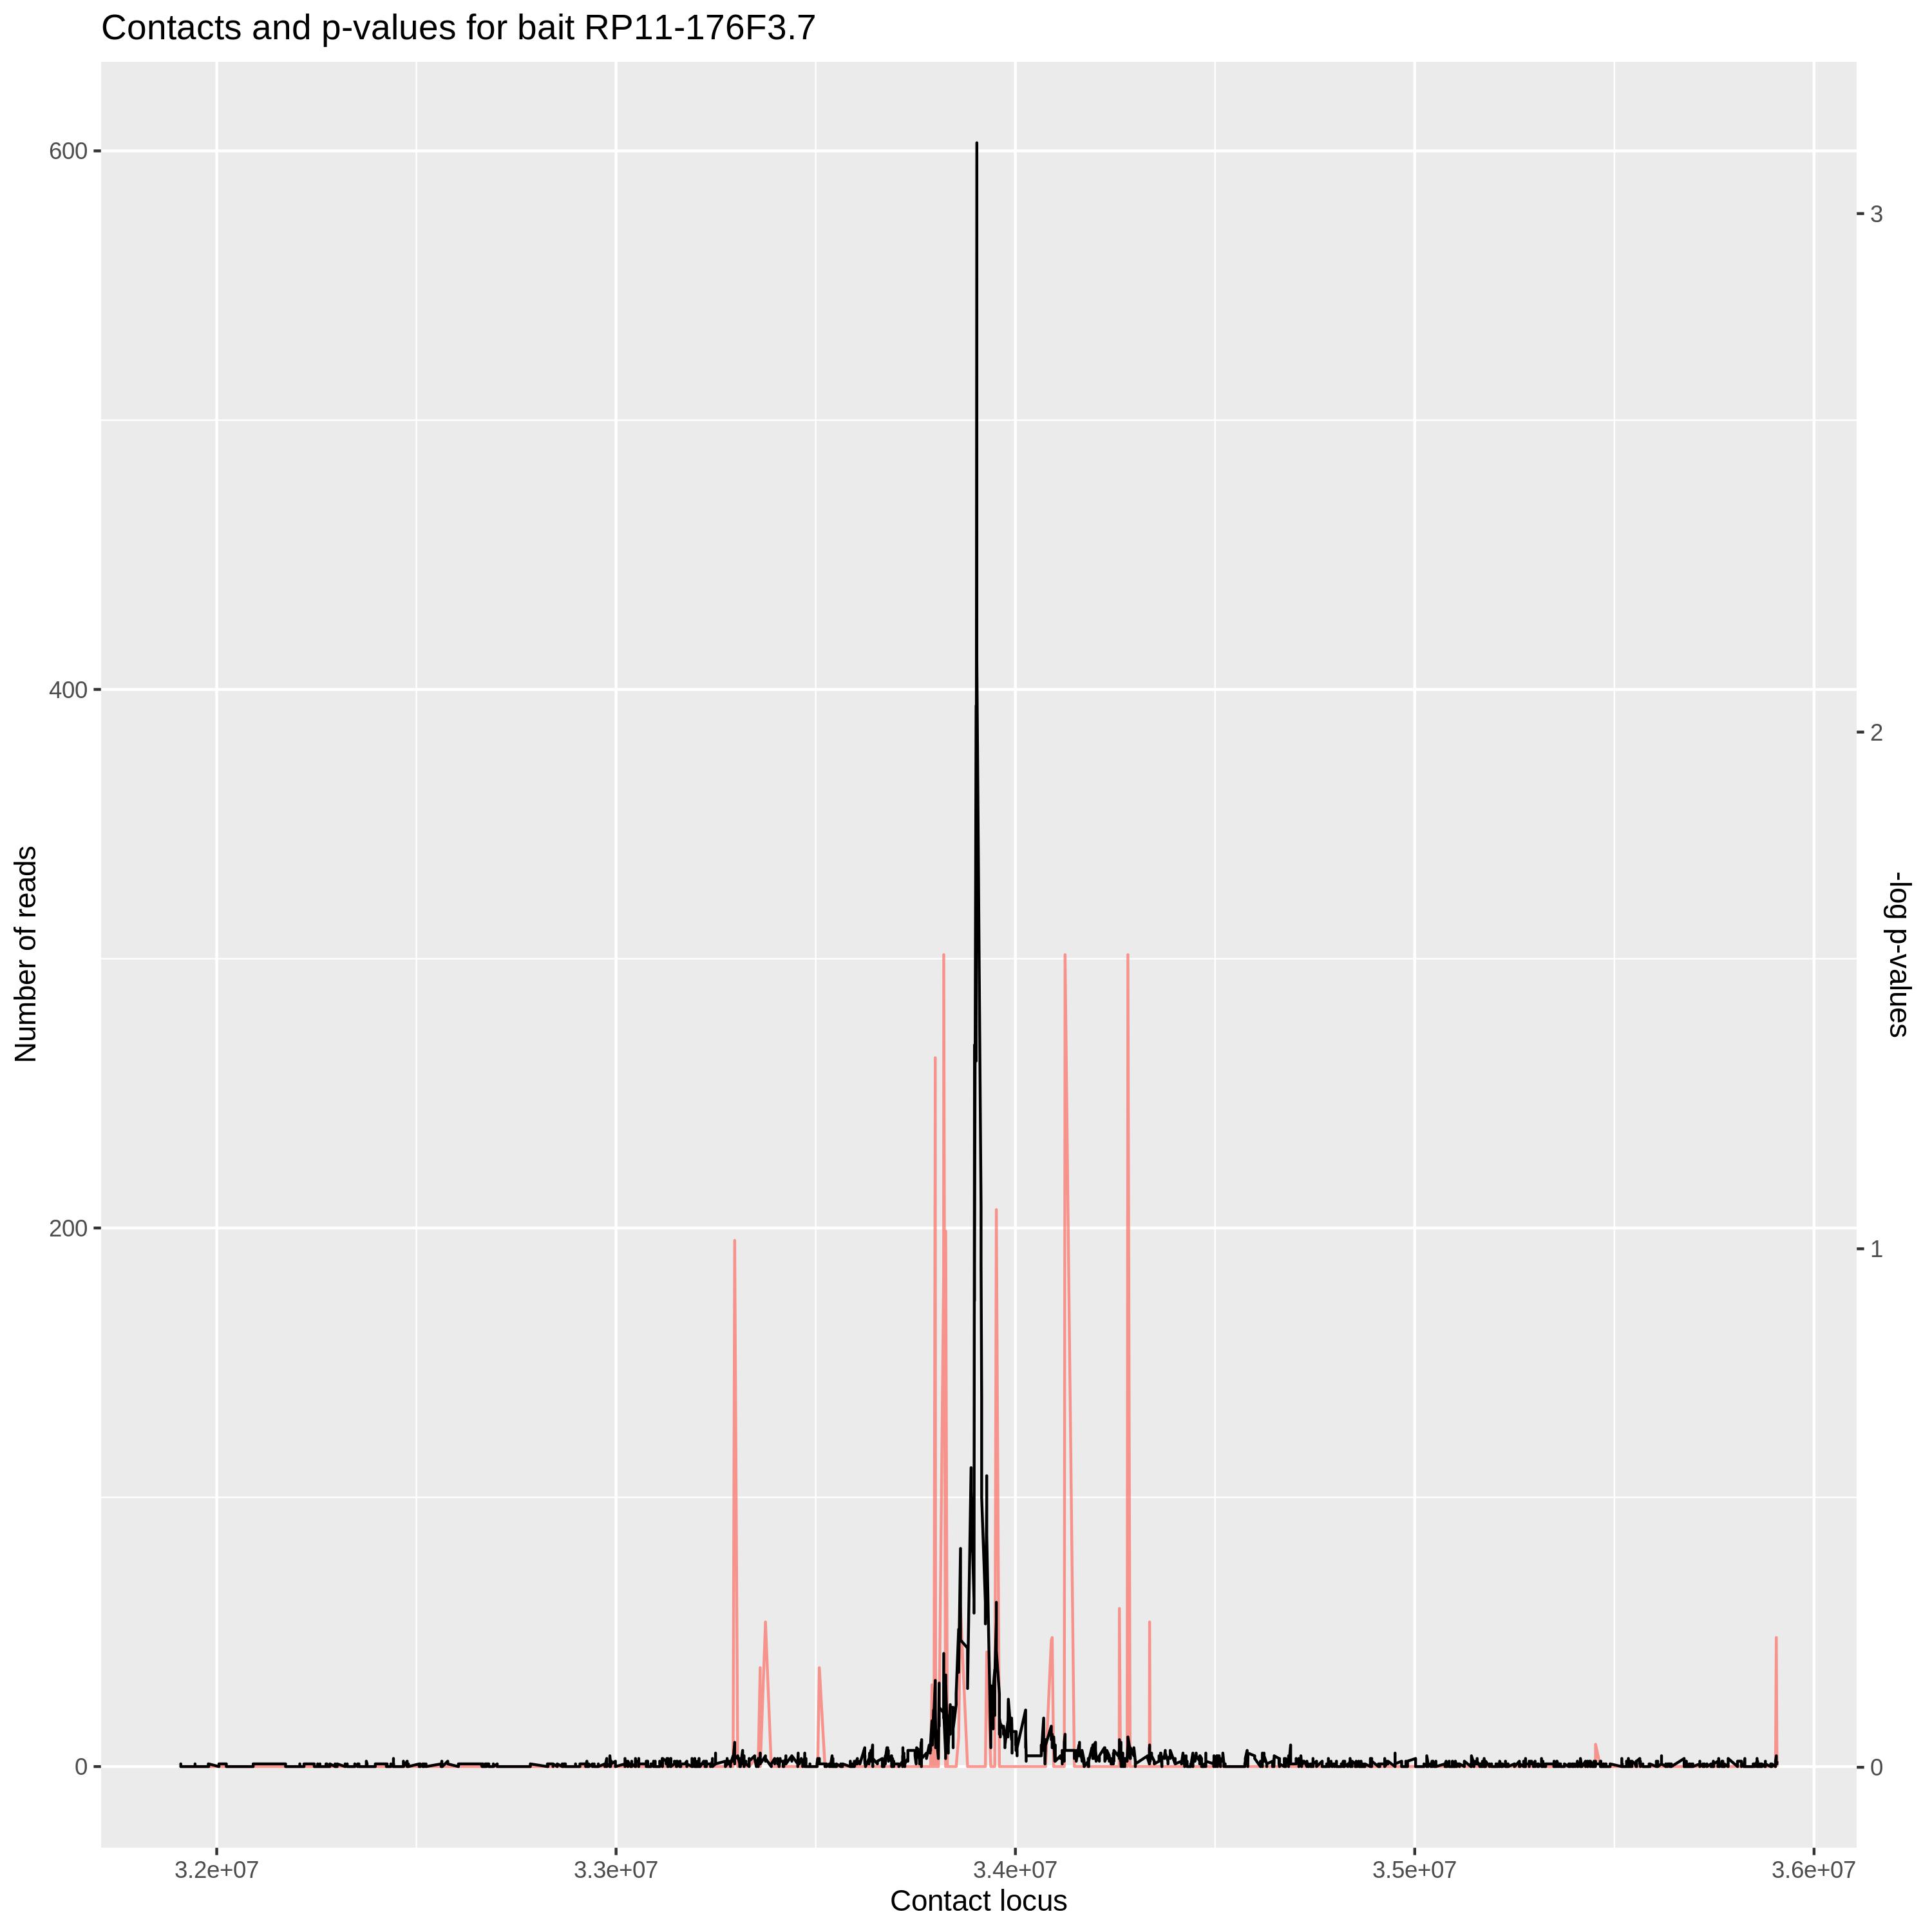 Contacts and p-values for bait RP11-176F3.7
600
400
200
0
Number of reads
3
2
1
0
-log p-values
3.2e+07
3.3e+07
3.4e+07
3.5e+07
3.6e+07
Contact locus